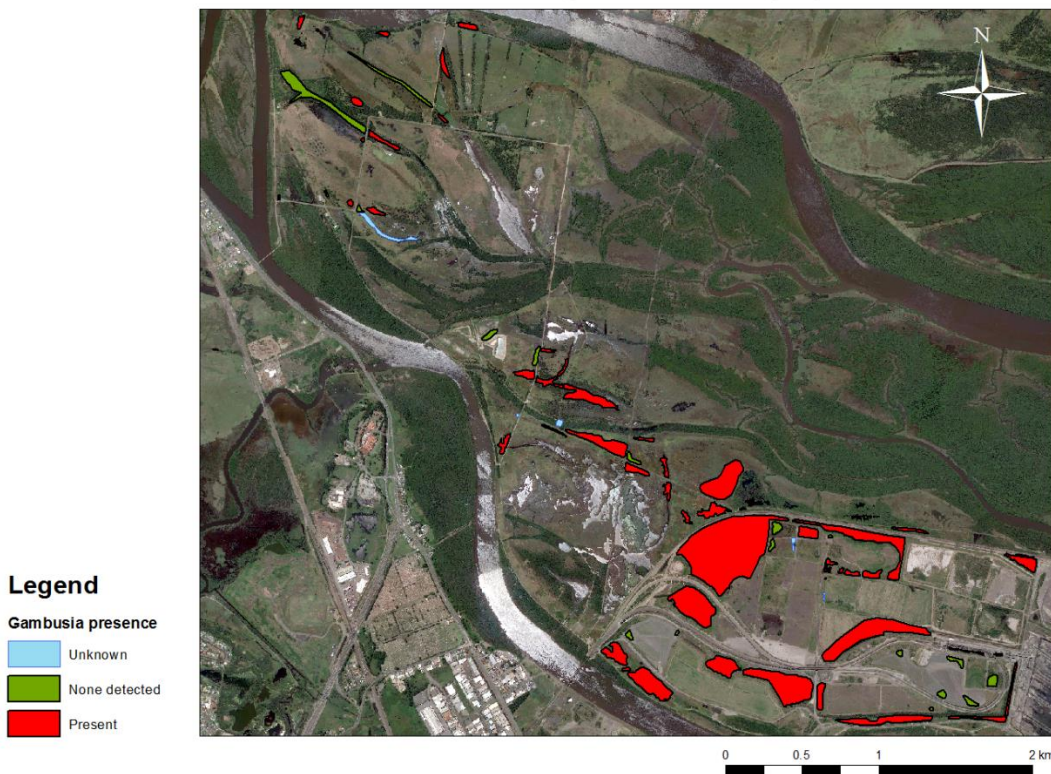 N
Legend
Gambusia presence
Unknown
None detected
Present
0 0.5 1 2 km